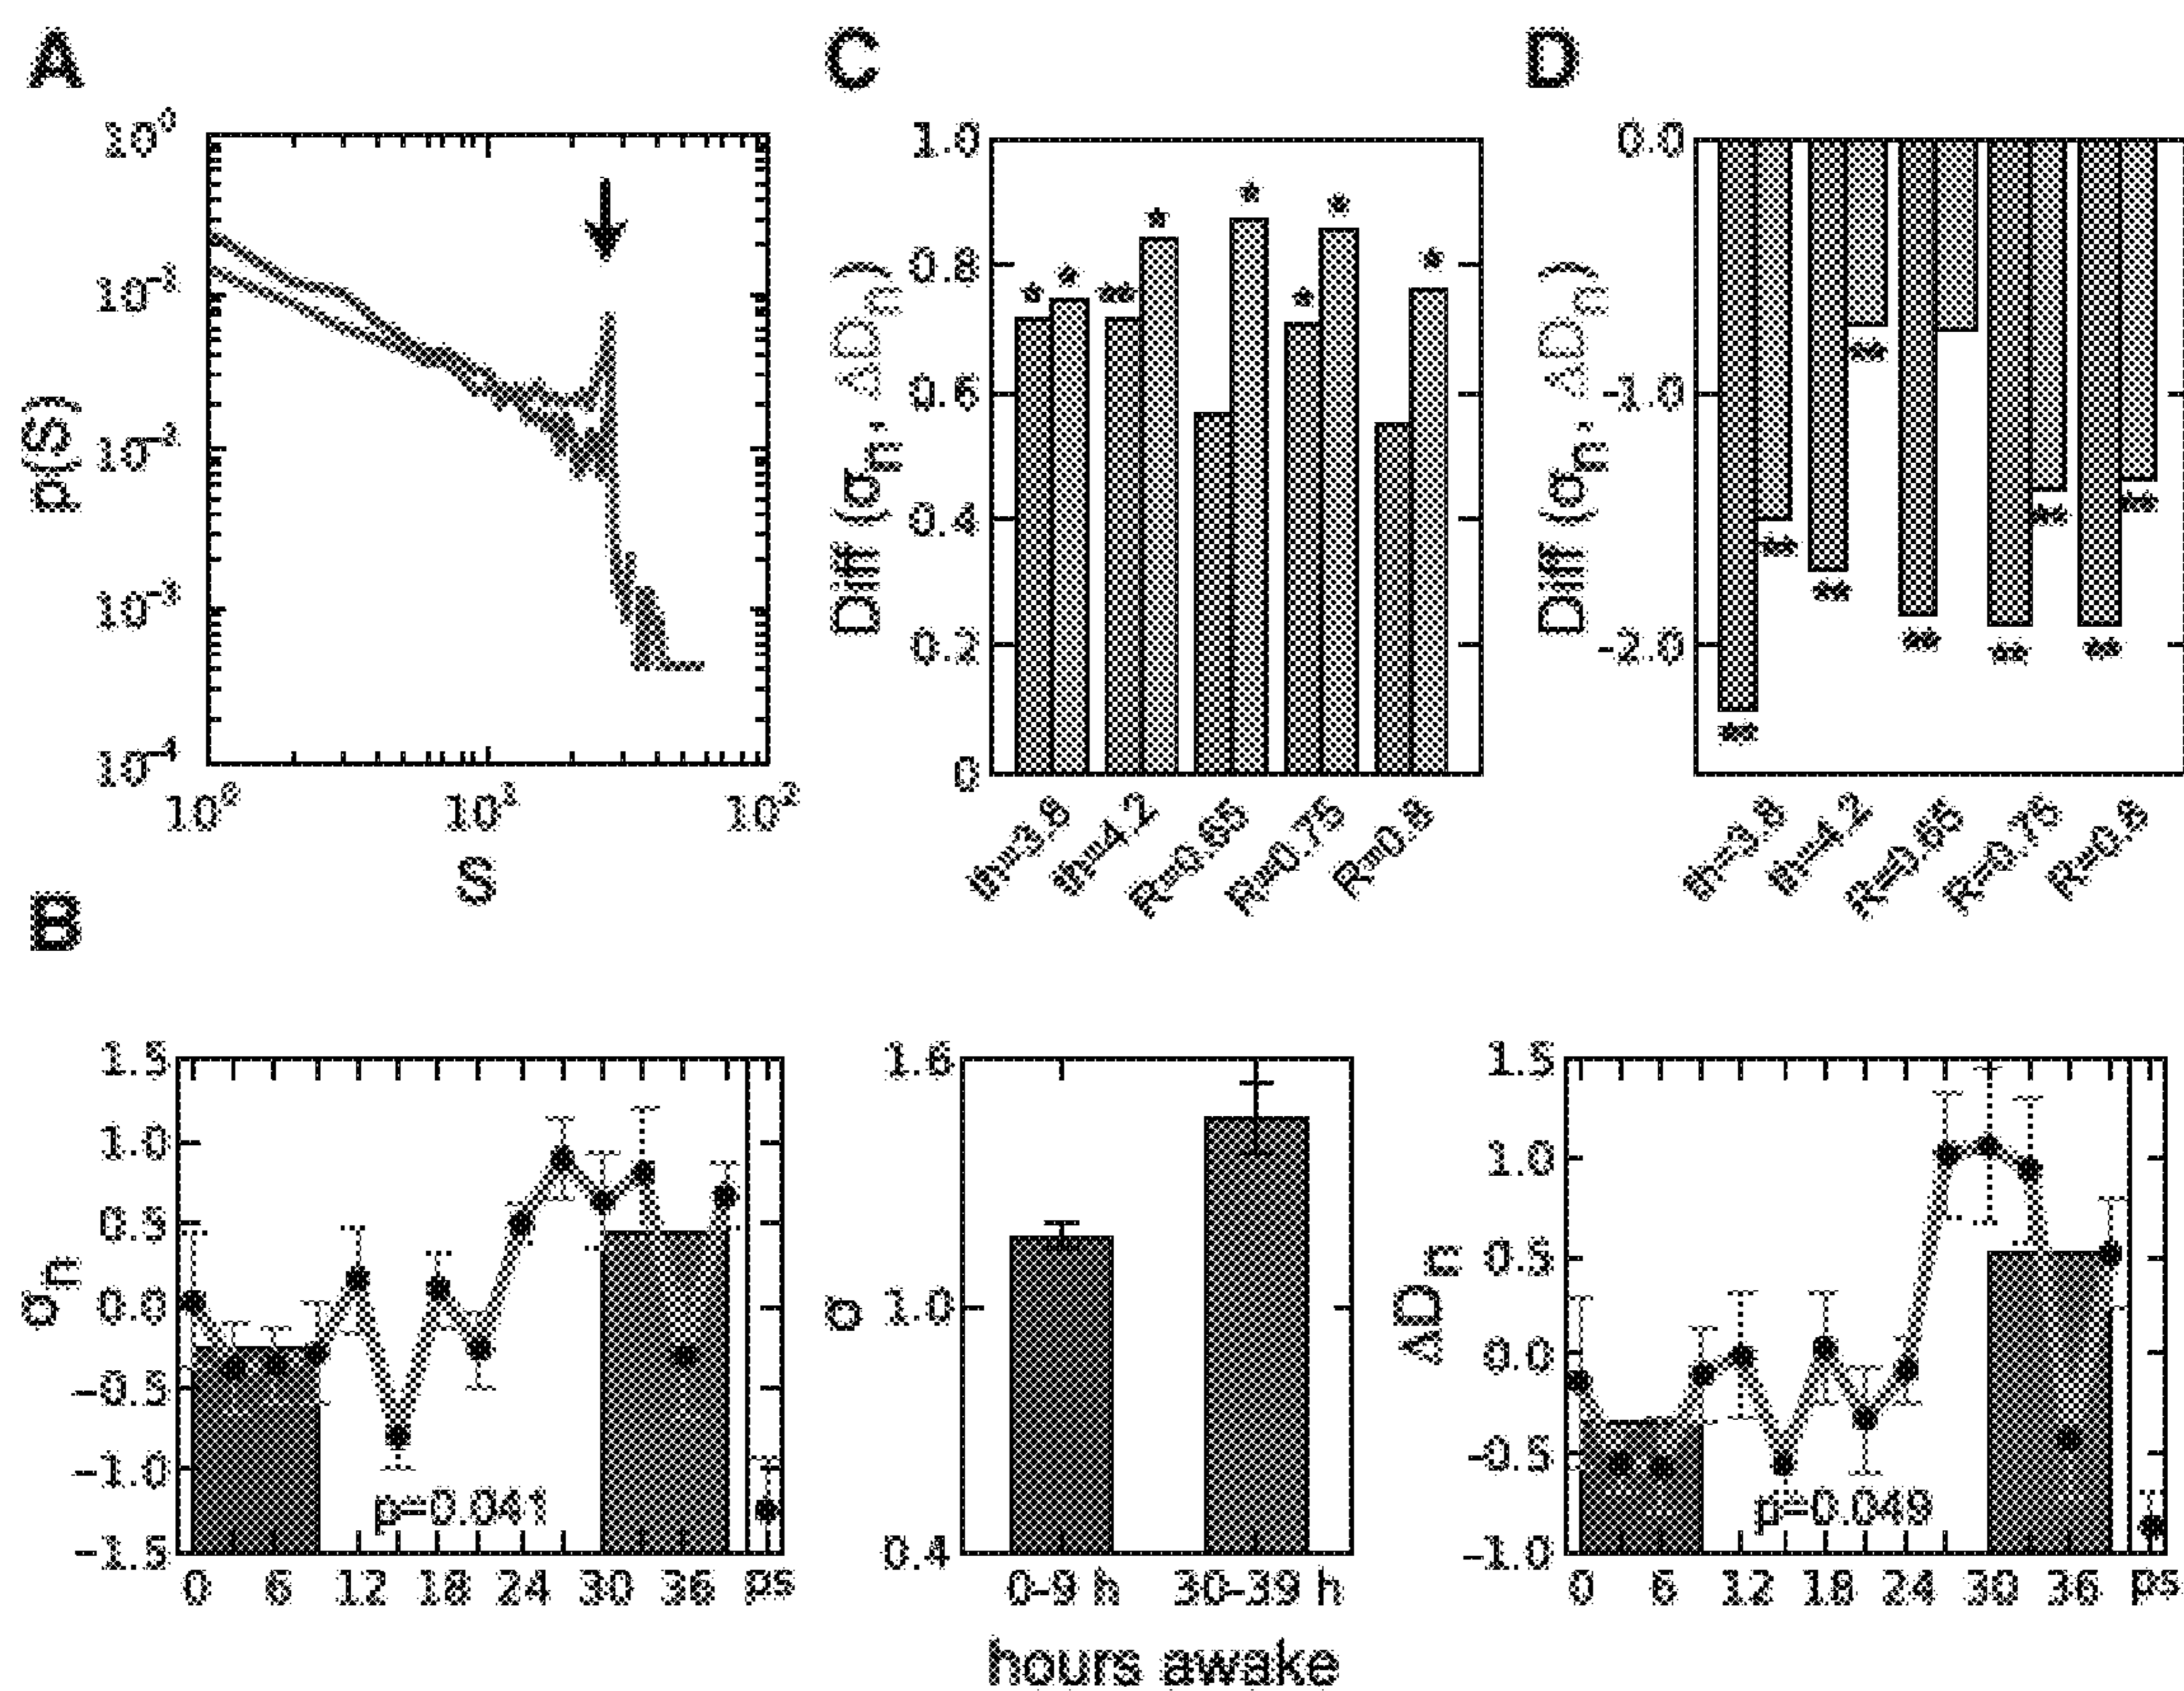 A
10⁰
10⁻¹
10⁻²
10⁻³
10⁻⁴
p(S)
10⁰ 10¹ 10²
S
C
1.0
0.8
0.6
0.4
0.2
0
Diff (σn, ΔDn)
* * ** * * * * *
th=3.8 th=4.2 R=0.65 R=0.75 R=0.8
D
0.0
-1.0
-2.0
Diff (σn, ΔDn)
** ** ** ** ** ** ** ** **
th=3.8 th=4.2 R=0.65 R=0.75 R=0.8
B
1.5
1.0
0.5
0.0
-0.5
-1.0
-1.5
σn
p=0.041
0 6 12 18 24 30 36 ps
1.6
1.0
0.4
σ
0-9 h 30-39 h
1.5
1.0
0.5
0.0
-0.5
-1.0
ΔDn
p=0.049
0 6 12 18 24 30 36 ps
hours awake